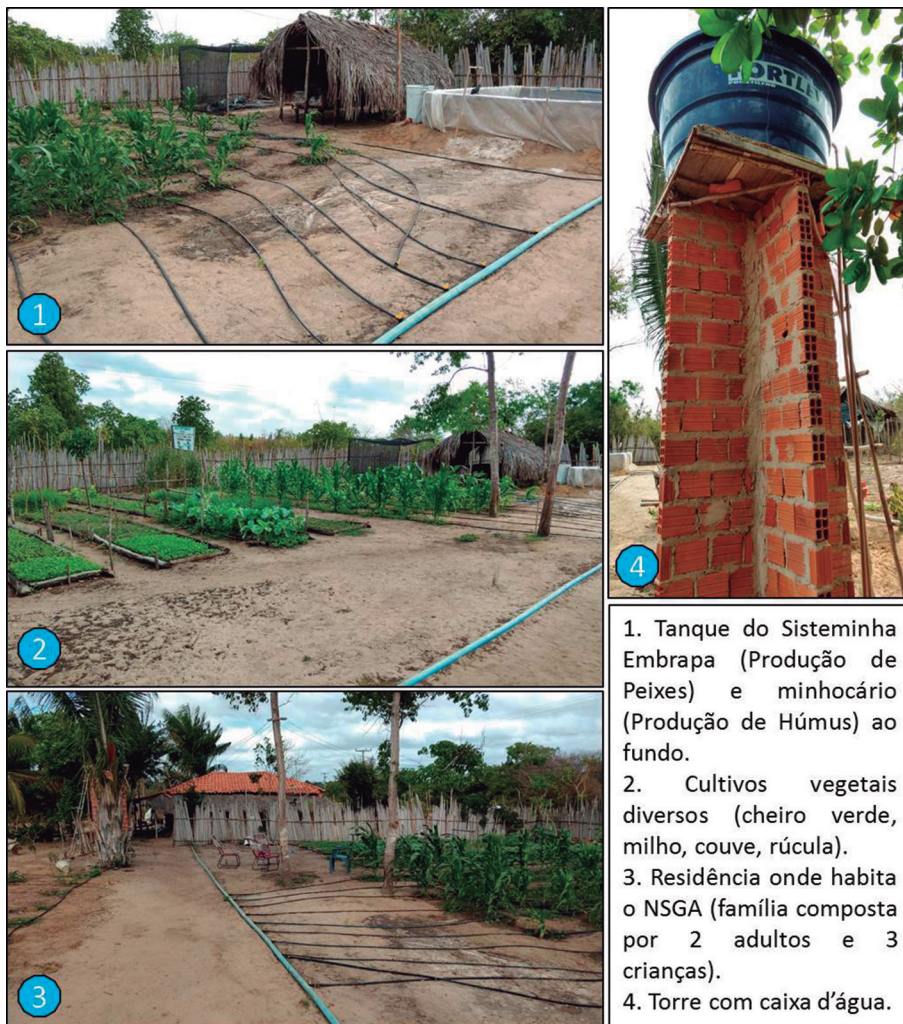 1
2
3
4
FORTLEV
1. Tanque do Sisteminha
Embrapa (Produção de
Peixes) e minhocário
(Produção de Húmus) ao
fundo.
2. Cultivos vegetais
diversos (cheiro verde,
milho, couve, rúcula).
3. Residência onde habita
o NSGA (família composta
por 2 adultos e 3
crianças).
4. Torre com caixa d’água.